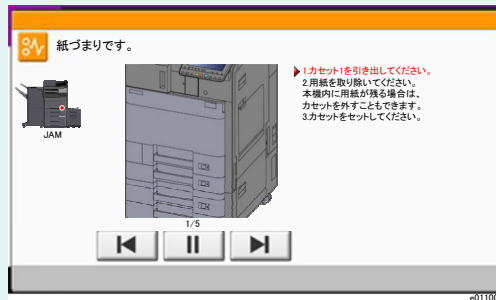 紙づまりです。
JAM
1.カセット1を引き出してください。
2.用紙を取り除いてください。
本機内に用紙が残る場合は、
カセットを外すこともできます。
3.カセットをセットしてください。
1/5